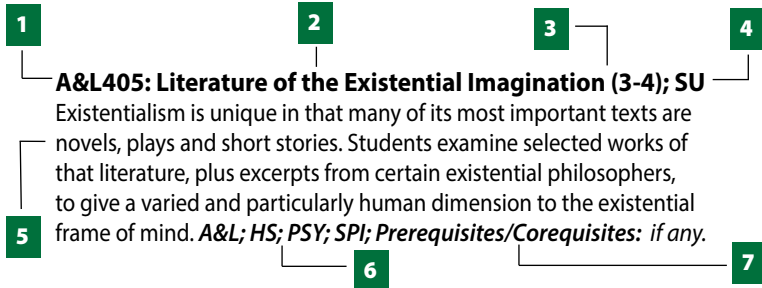 1
2
3
4
A&L405: Literature of the Existential Imagination (3-4); SU
Existentialism is unique in that many of its most important texts are
novels, plays and short stories. Students examine selected works of
that literature, plus excerpts from certain existential philosophers,
to give a varied and particularly human dimension to the existential
5
frame of mind. A&L; HS; PSY; SPI; Prerequisites/Corequisites: if any.
6
7